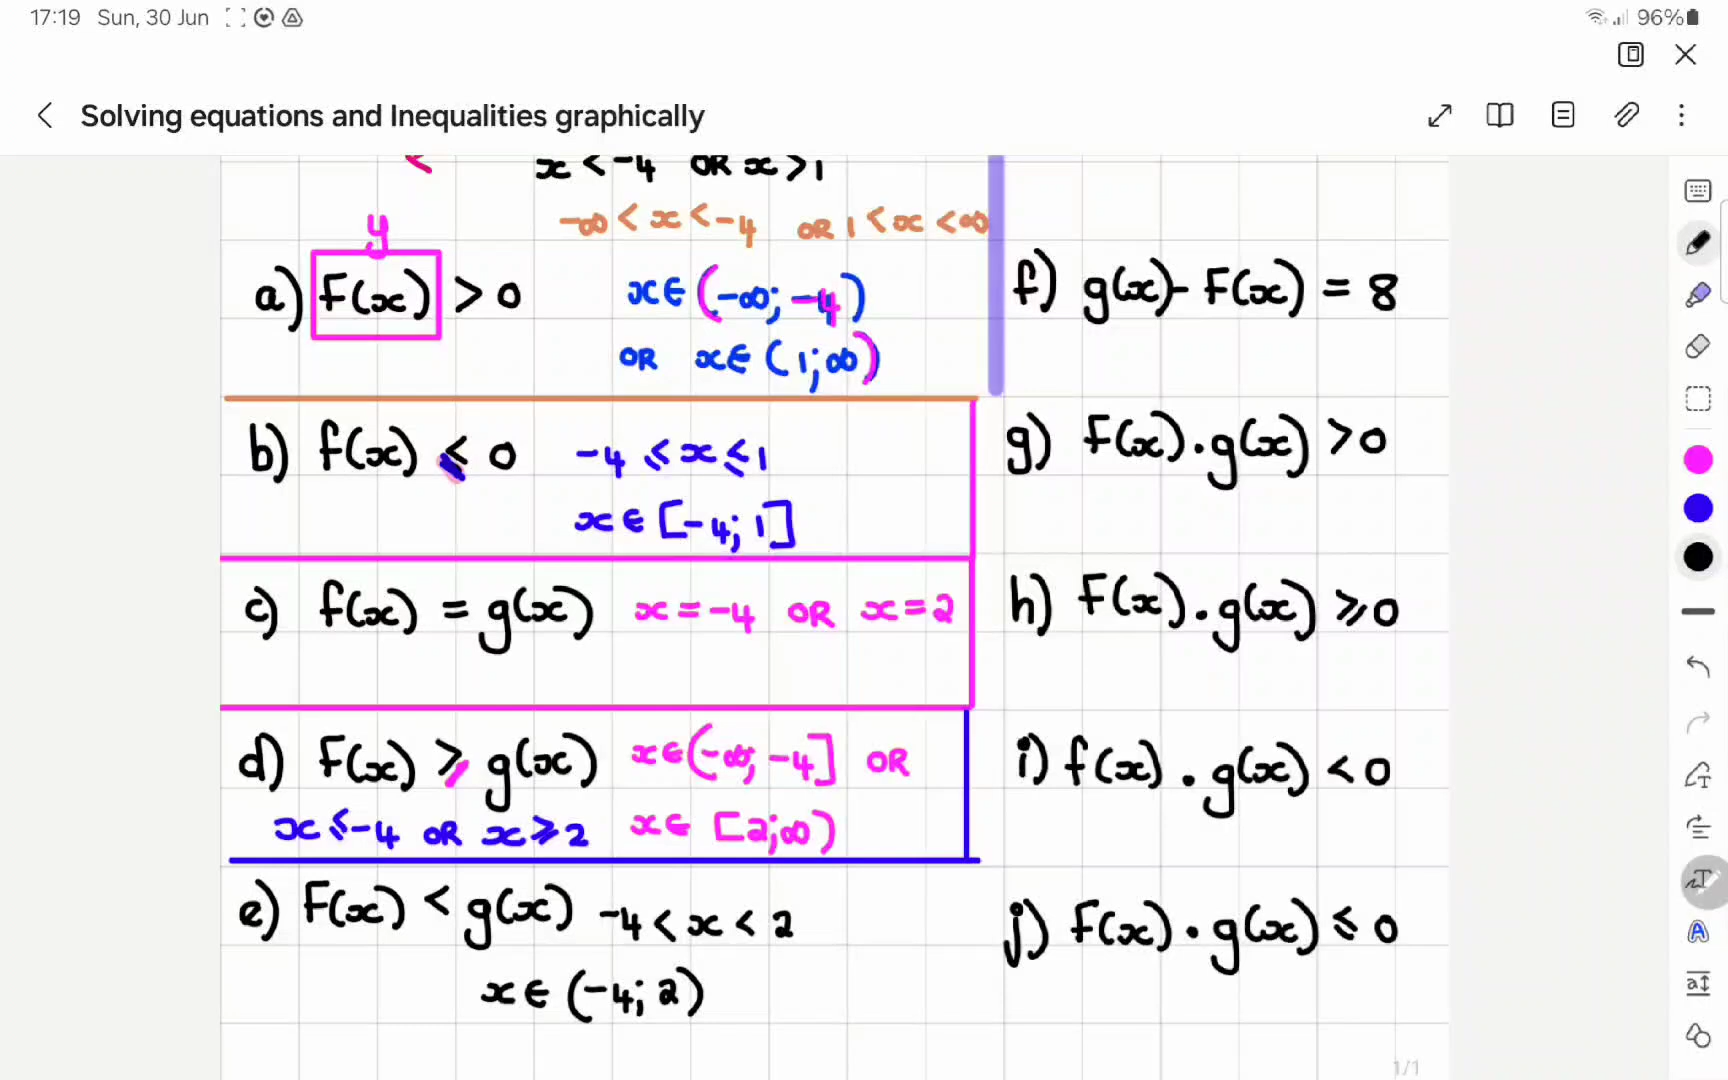 17:19 Sun, 30 Jun 96%
Solving equations and Inequalities graphically
x < -4 OR x > 1
-∞ < x < -4 OR 1 < x < ∞
y
a) f(x) > 0 x ∈ (-∞; -4)
OR x ∈ (1; ∞)
b) f(x) ≤ 0 -4 ≤ x ≤ 1
x ∈ [-4; 1]
c) f(x) = g(x) x = -4 OR x = 2
d) f(x) ≥ g(x) x ∈ (-∞; -4] OR
x ≤ -4 OR x ≥ 2 x ∈ [2; ∞)
e) f(x) < g(x) -4 < x < 2
x ∈ (-4; 2)
f) g(x) - f(x) = 8
g) f(x) . g(x) > 0
h) f(x) . g(x) ≥ 0
i) f(x) . g(x) < 0
j) f(x) . g(x) ≤ 0
1/1